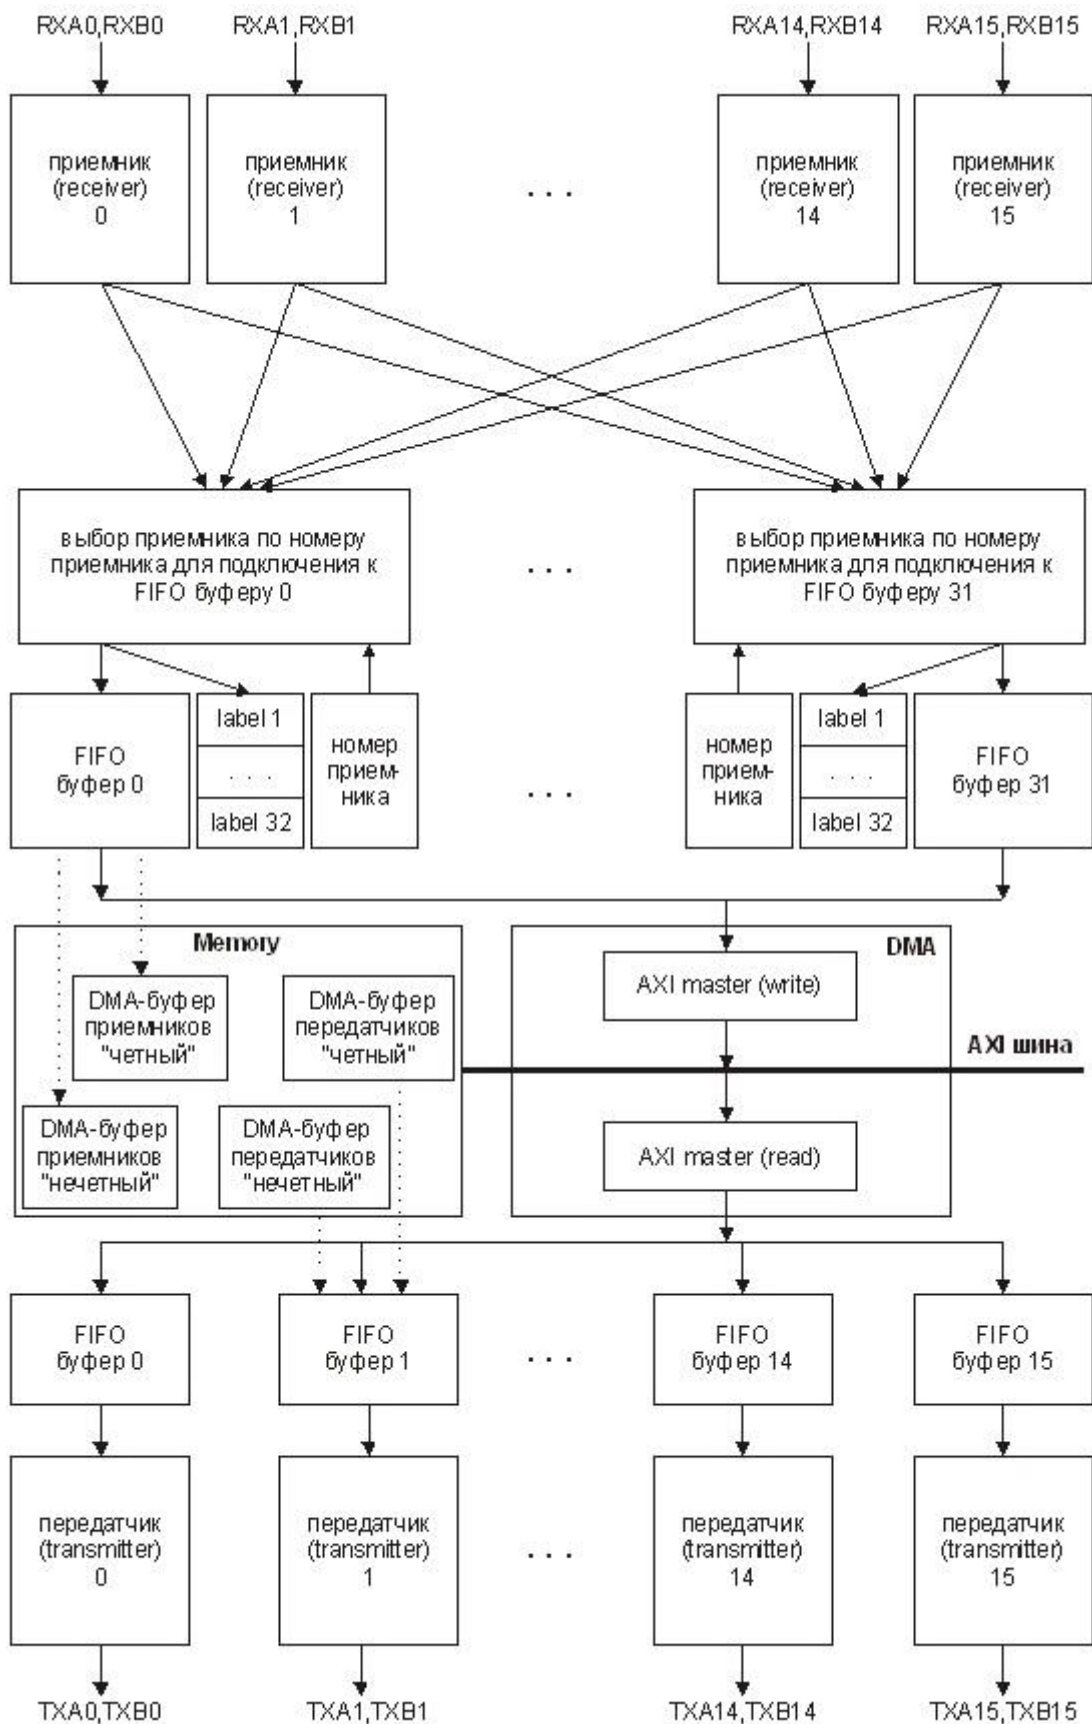 RXA0,RXB0
RXA1,RXB1
RXA14,RXB14
RXA15,RXB15
приемник
(receiver)
0
приемник
(receiver)
1
. . .
приемник
(receiver)
14
приемник
(receiver)
15
выбор приемника по номеру
приемника для подключения к
FIFO буферу 0
. . .
выбор приемника по номеру
приемника для подключения к
FIFO буферу 31
FIFO
буфер 0
label 1
. . .
label 32
номер
прием-
ника
. . .
номер
прием-
ника
label 1
. . .
label 32
FIFO
буфер 31
Memory
DMA-буфер
приемников
"четный"
DMA-буфер
передатчиков
"четный"
DMA-буфер
приемников
"нечетный"
DMA-буфер
передатчиков
"нечетный"
DMA
AXI master (write)
AXI шина
AXI master (read)
FIFO
буфер 0
FIFO
буфер 1
. . .
FIFO
буфер 14
FIFO
буфер 15
передатчик
(transmitter)
0
передатчик
(transmitter)
1
. . .
передатчик
(transmitter)
14
передатчик
(transmitter)
15
TXA0,TXB0
TXA1,TXB1
TXA14,TXB14
TXA15,TXB15